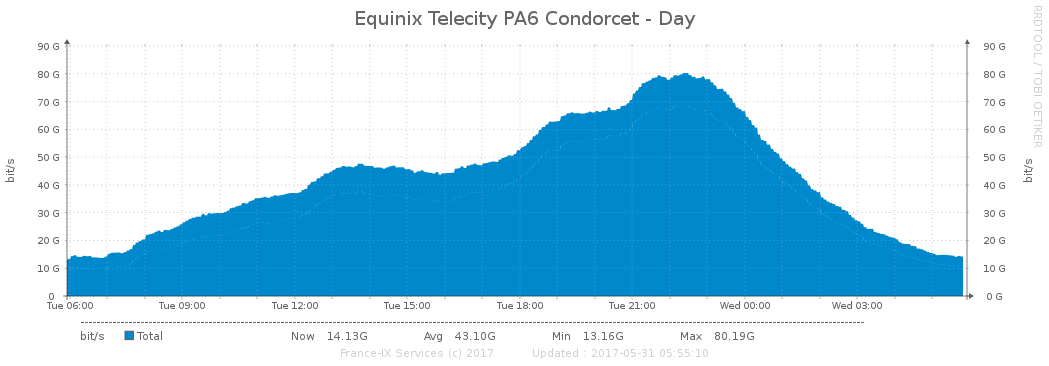 Equinix Telecity PA6 Condorcet - Day
RRDTOOL / TOBI OETIKER
bit/s
90 G 90 G
80 G 80 G
70 G 70 G
60 G 60 G
50 G 50 G
40 G 40 G
30 G 30 G
20 G 20 G
10 G 10 G
0 0 G
bit/s
Tue 06:00 Tue 09:00 Tue 12:00 Tue 15:00 Tue 18:00 Tue 21:00 Wed 00:00 Wed 03:00
bit/s Total Now 14.13G Avg 43.10G Min 13.16G Max 80.19G
France-IX Services (c) 2017 Updated : 2017-05-31 05:55:10